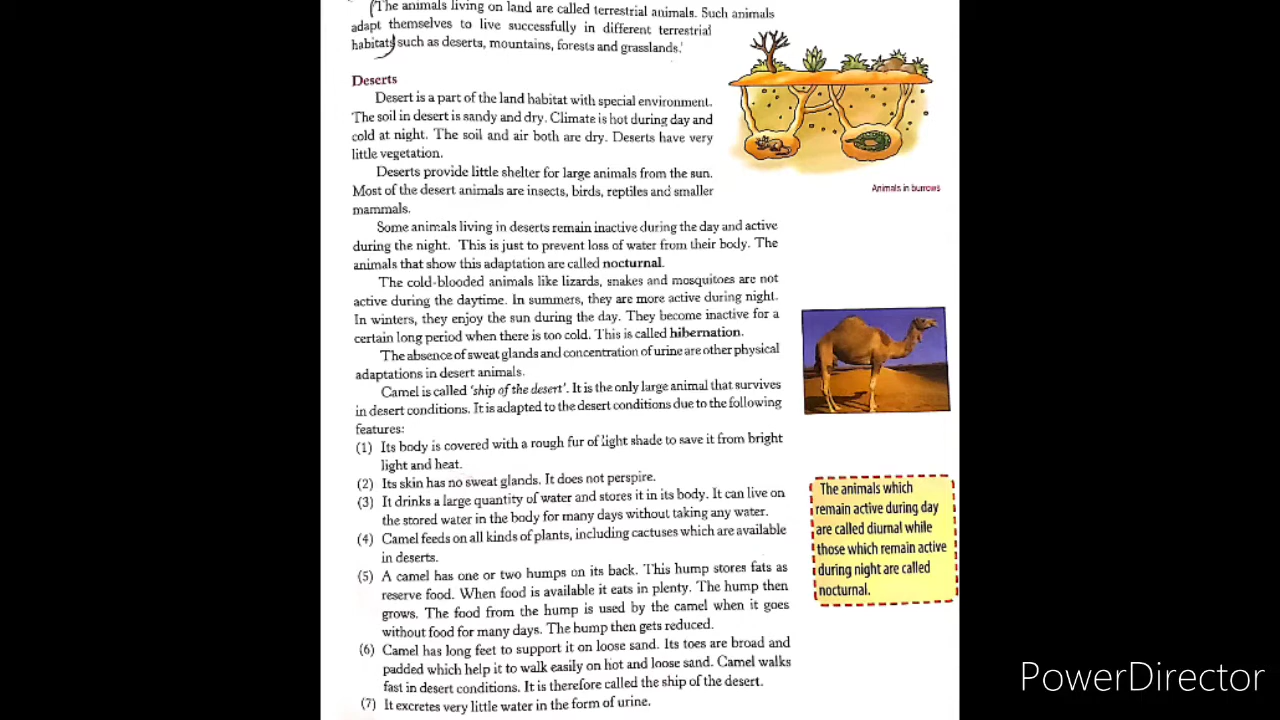 (The animals living on land are called terrestrial animals. Such animals
adapt themselves to live successfully in different terrestrial
habitats such as deserts, mountains, forests and grasslands.
Deserts
Desert is a part of the land habitat with special environment.
The soil in desert is sandy and dry. Climate is hot during day and
cold at night. The soil and air both are dry. Deserts have very
little vegetation.
Deserts provide little shelter for large animals from the sun.
Most of the desert animals are insects, birds, reptiles and smaller
mammals.
Animals in burrows
Some animals living in deserts remain inactive during the day and active
during the night. This is just to prevent loss of water from their body. The
animals that show this adaptation are called nocturnal.
The cold-blooded animals like lizards, snakes and mosquitoes are not
active during the daytime. In summers, they are more active during night.
In winters, they enjoy the sun during the day. They become inactive for a
certain long period when there is too cold. This is called hibernation.
The absence of sweat glands and concentration of urine are other physical
adaptations in desert animals.
Camel is called 'ship of the desert'. It is the only large animal that survives
in desert conditions. It is adapted to the desert conditions due to the following
features:
(1) Its body is covered with a rough fur of light shade to save it from bright
light and heat.
(2) Its skin has no sweat glands. It does not perspire.
(3) It drinks a large quantity of water and stores it in its body. It can live on
the stored water in the body for many days without taking any water.
(4) Camel feeds on all kinds of plants, including cactuses which are available
in deserts.
(5) A camel has one or two humps on its back. This hump stores fats as
reserve food. When food is available it eats in plenty. The hump then
grows. The food from the hump is used by the camel when it goes
without food for many days. The hump then gets reduced.
(6) Camel has long feet to support it on loose sand. Its toes are broad and
padded which help it to walk easily on hot and loose sand. Camel walks
fast in desert conditions. It is therefore called the ship of the desert.
(7) It excretes very little water in the form of urine.
The animals which
remain active during day
are called diurnal while
those which remain active
during night are called
nocturnal.
PowerDirector